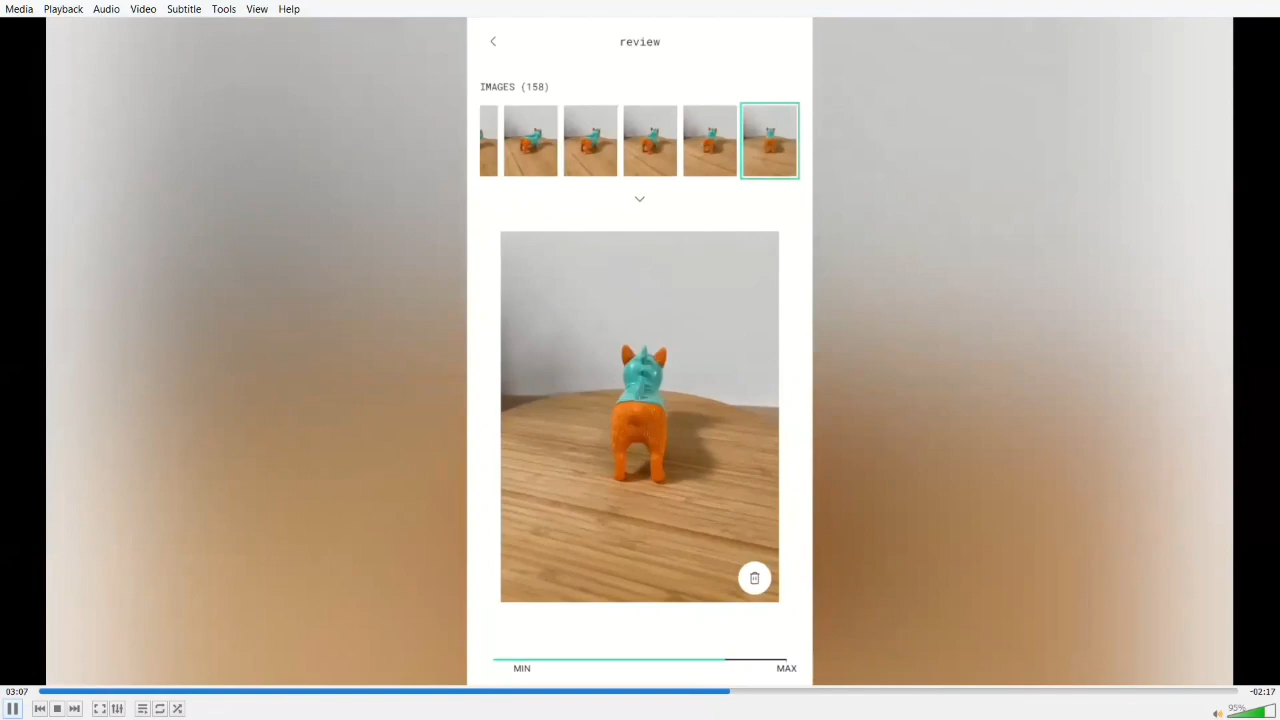 Media Playback Audio Video Subtitle Tools View Help
review
IMAGES (158)
MIN MAX
03:07 -02:17
95%